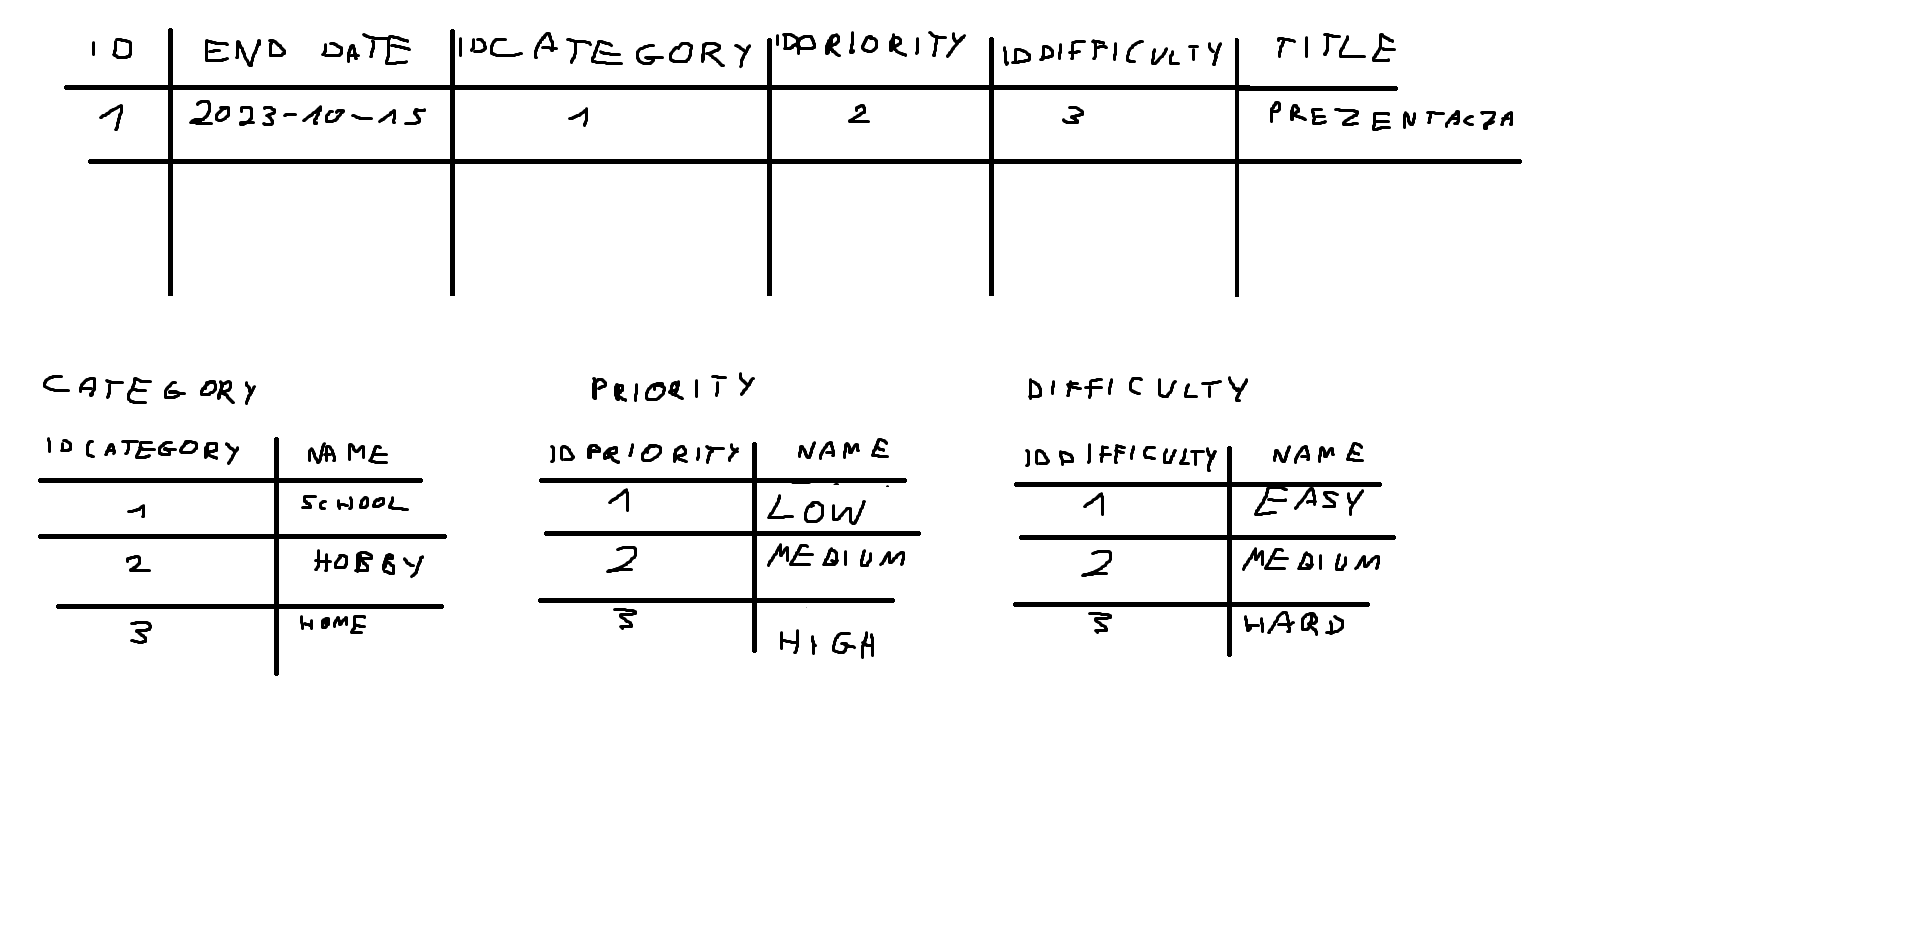 ID END DATE IDCATEGORY IDPRIORITY IDDIFFICULTY TITLE
1 2023-10-15 1 2 3 PREZENTACJA
CATEGORY PRIORITY DIFFICULTY
IDCATEGORY NAME IDPRIORITY NAME IDDIFFICULTY NAME
1 SCHOOL 1 LOW 1 EASY
2 HOBBY 2 MEDIUM 2 MEDIUM
3 HOME 3 HIGH 3 HARD